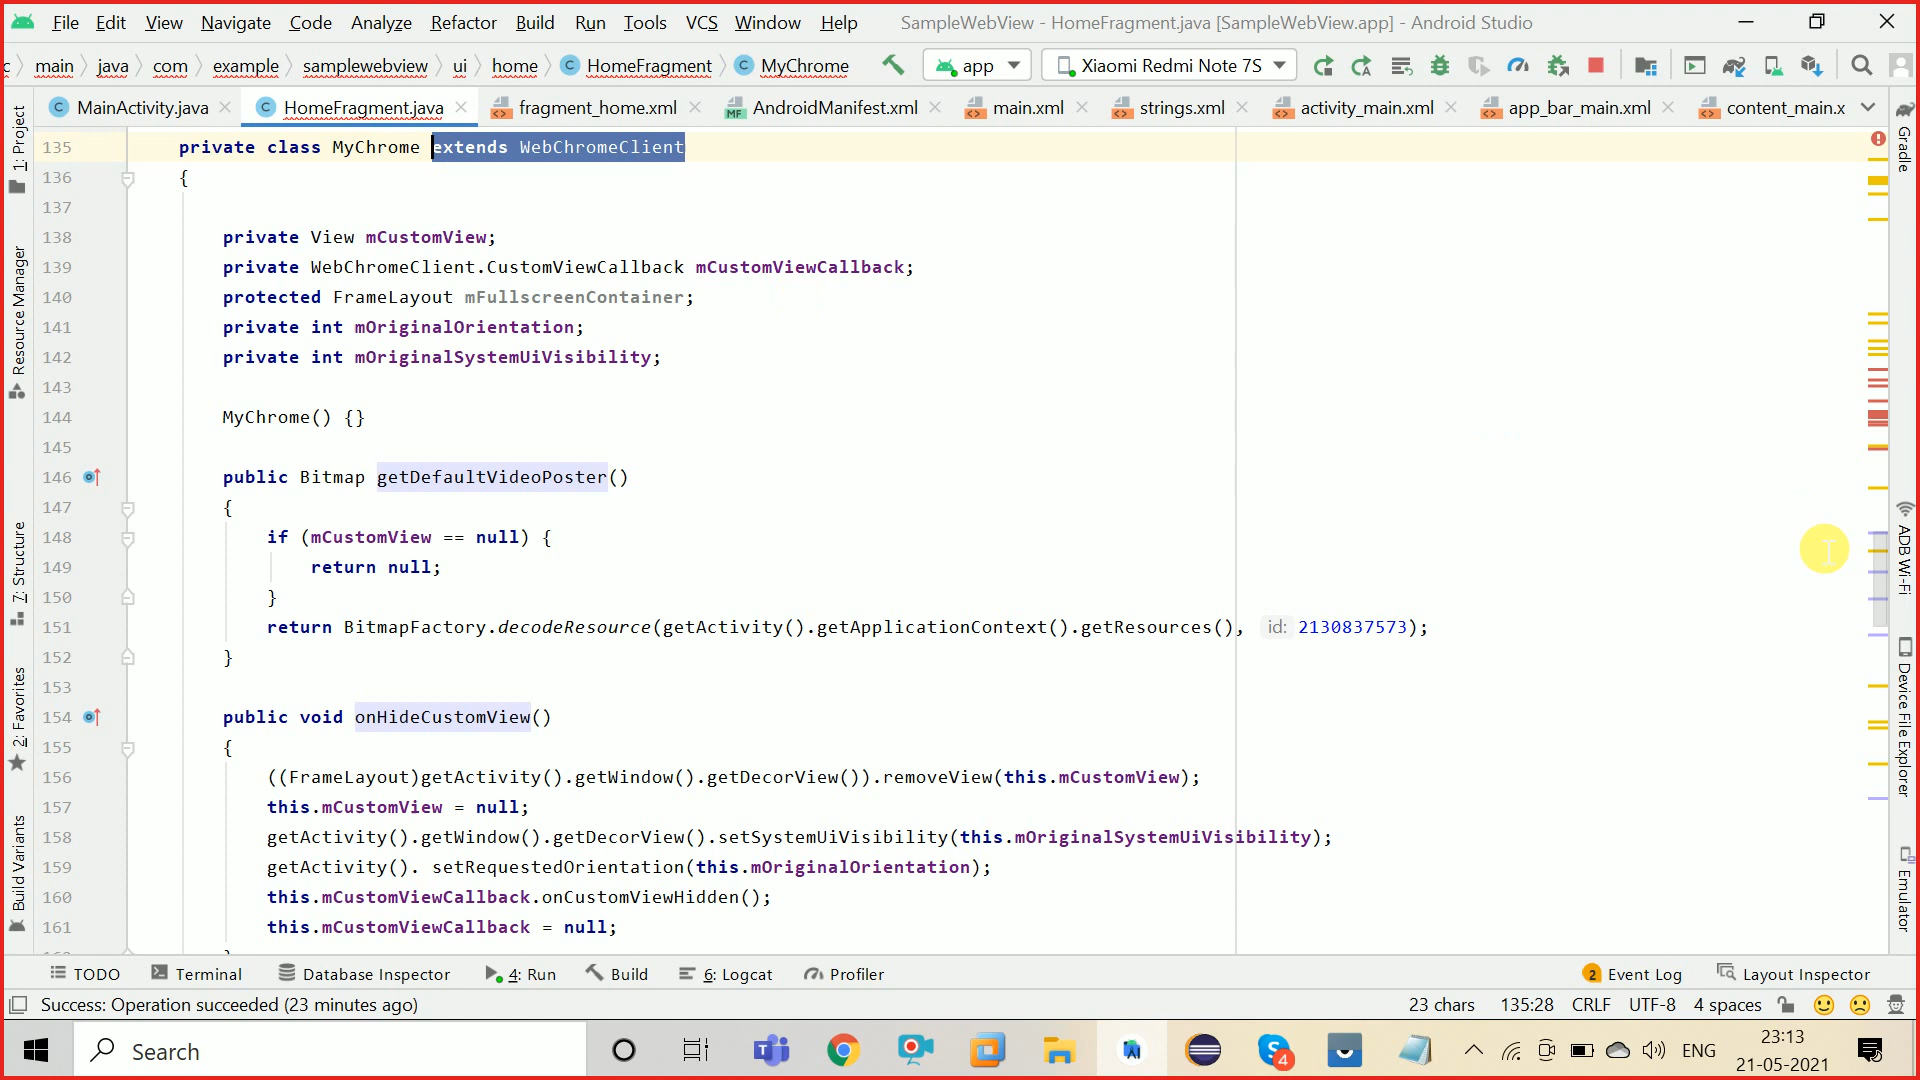 File Edit View Navigate Code Analyze Refactor Build Run Tools VCS Window Help SampleWebView - HomeFragment.java [SampleWebView.app] - Android Studio
c main java com example samplewebview ui home HomeFragment MyChrome app Xiaomi Redmi Note 7S
MainActivity.java HomeFragment.java fragment_home.xml AndroidManifest.xml main.xml strings.xml activity_main.xml app_bar_main.xml content_main.x
135 private class MyChrome extends WebChromeClient
136 {
137
138 private View mCustomView;
139 private WebChromeClient.CustomViewCallback mCustomViewCallback;
140 protected FrameLayout mFullscreenContainer;
141 private int mOriginalOrientation;
142 private int mOriginalSystemUiVisibility;
143
144 MyChrome() {}
145
146 public Bitmap getDefaultVideoPoster()
147 {
148 if (mCustomView == null) {
149 return null;
150 }
151 return BitmapFactory.decodeResource(getActivity().getApplicationContext().getResources(), id: 2130837573);
152 }
153
154 public void onHideCustomView()
155 {
156 ((FrameLayout)getActivity().getWindow().getDecorView()).removeView(this.mCustomView);
157 this.mCustomView = null;
158 getActivity().getWindow().getDecorView().setSystemUiVisibility(this.mOriginalSystemUiVisibility);
159 getActivity(). setRequestedOrientation(this.mOriginalOrientation);
160 this.mCustomViewCallback.onCustomViewHidden();
161 this.mCustomViewCallback = null;
1: Project
Resource Manager
7: Structure
2: Favorites
Build Variants
Gradle
ADB Wi-Fi
Device File Explorer
Emulator
TODO Terminal Database Inspector 4: Run Build 6: Logcat Profiler 2 Event Log Layout Inspector
Success: Operation succeeded (23 minutes ago) 23 chars 135:28 CRLF UTF-8 4 spaces
Search 4 ENG 23:13
21-05-2021